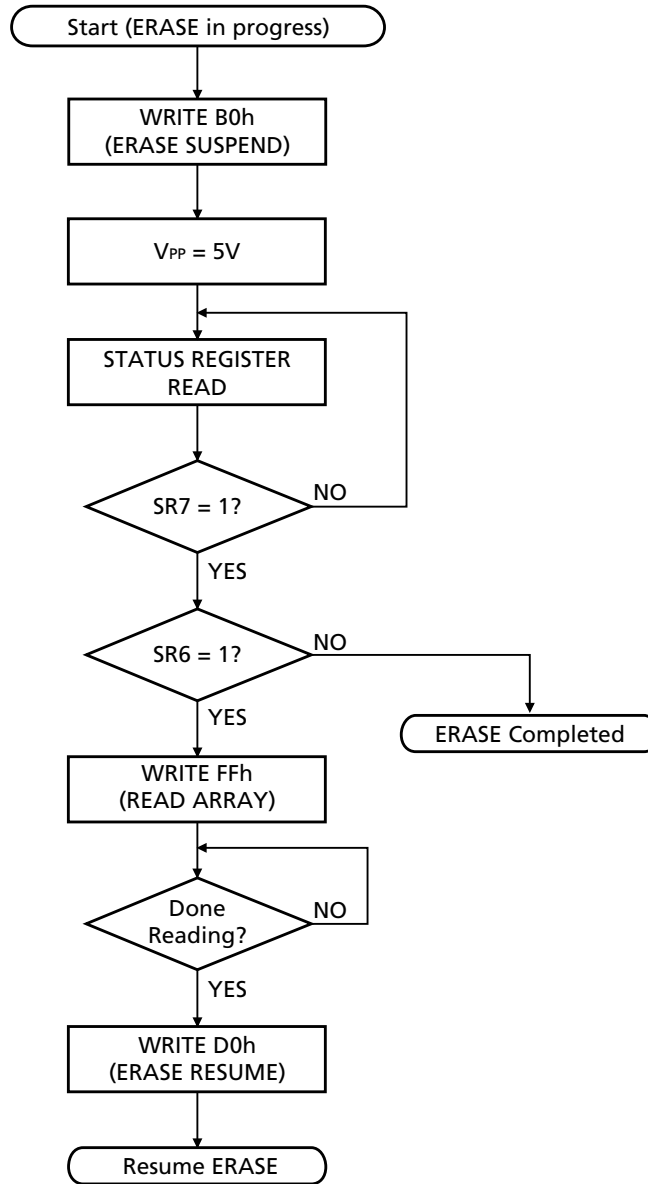 Start (ERASE in progress)
WRITE B0h
(ERASE SUSPEND)
VPP = 5V
STATUS REGISTER
READ
SR7 = 1?
NO
YES
SR6 = 1?
NO
YES
ERASE Completed
WRITE FFh
(READ ARRAY)
Done
Reading?
NO
YES
WRITE D0h
(ERASE RESUME)
Resume ERASE